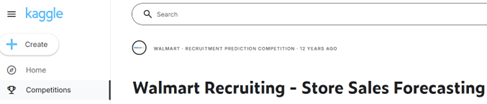 kaggle
Search
Create
WALMART · RECRUITMENT PREDICTION COMPETITION · 12 YEARS AGO
Home
Competitions
Walmart Recruiting - Store Sales Forecasting